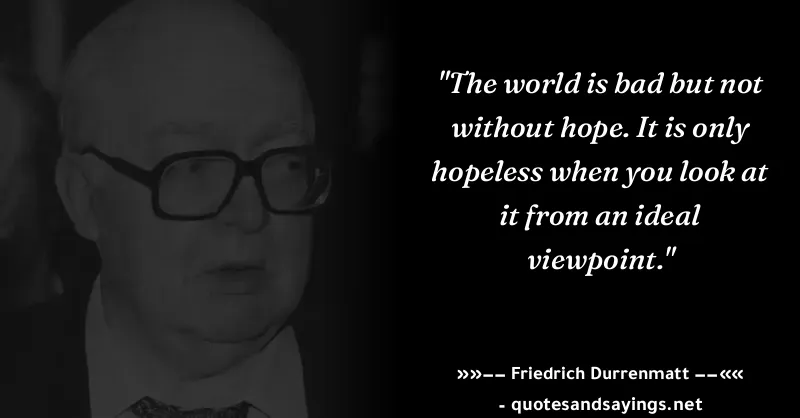 "The world is bad but not
without hope. It is only
hopeless when you look at
it from an ideal
viewpoint."
»»−− Friedrich Durrenmatt −−««
- quotesandsayings.net